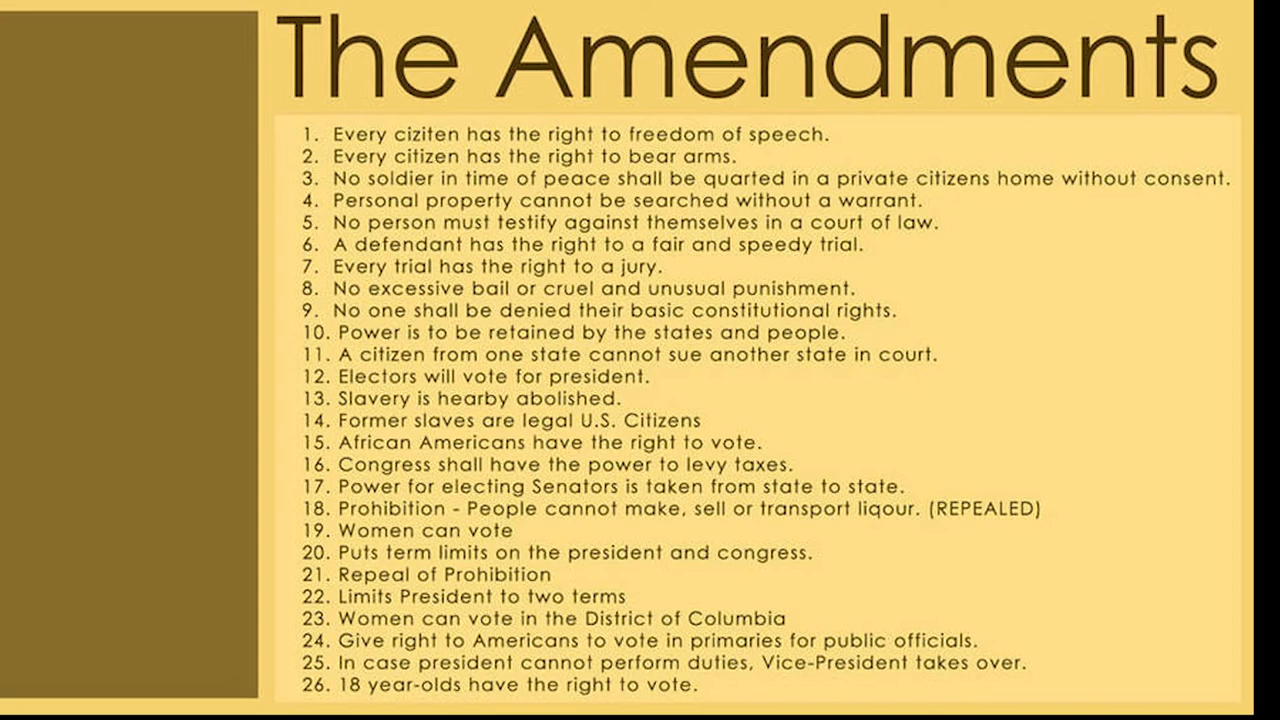 The Amendments
1. Every ciziten has the right to freedom of speech.
2. Every citizen has the right to bear arms.
3. No soldier in time of peace shall be quarted in a private citizens home without consent.
4. Personal property cannot be searched without a warrant.
5. No person must testify against themselves in a court of law.
6. A defendant has the right to a fair and speedy trial.
7. Every trial has the right to a jury.
8. No excessive bail or cruel and unusual punishment.
9. No one shall be denied their basic constitutional rights.
10. Power is to be retained by the states and people.
11. A citizen from one state cannot sue another state in court.
12. Electors will vote for president.
13. Slavery is hearby abolished.
14. Former slaves are legal U.S. Citizens
15. African Americans have the right to vote.
16. Congress shall have the power to levy taxes.
17. Power for electing Senators is taken from state to state.
18. Prohibition - People cannot make, sell or transport liqour. (REPEALED)
19. Women can vote
20. Puts term limits on the president and congress.
21. Repeal of Prohibition
22. Limits President to two terms
23. Women can vote in the District of Columbia
24. Give right to Americans to vote in primaries for public officials.
25. In case president cannot perform duties, Vice-President takes over.
26. 18 year-olds have the right to vote.